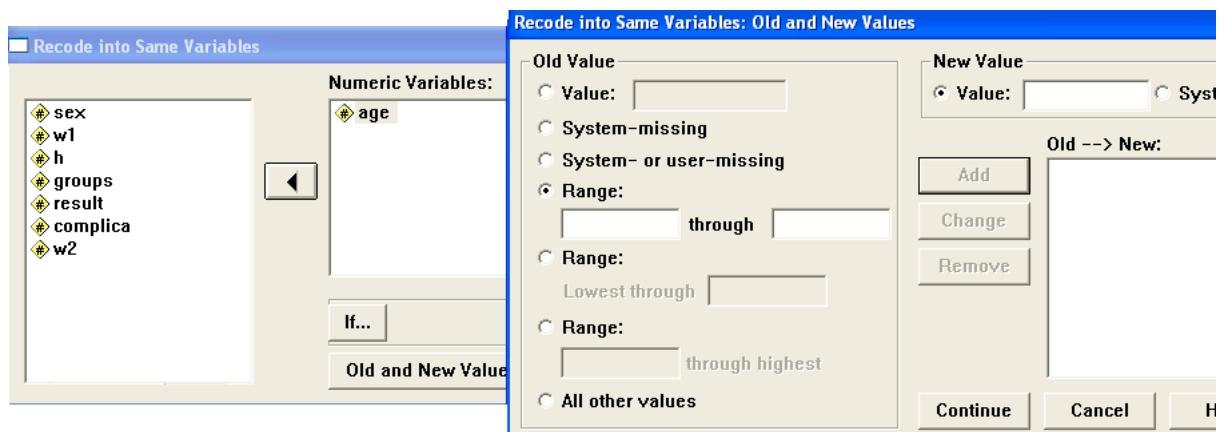 Recode into Same Variables
Numeric Variables:
sex
w1
h
groups
result
complica
w2
age
If...
Old and New Value
Recode into Same Variables: Old and New Values
Old Value
Value:
System-missing
System- or user-missing
Range:
through
Range:
Lowest through
Range:
through highest
All other values
New Value
Value:
Syst
Old --> New:
Add
Change
Remove
Continue
Cancel
H